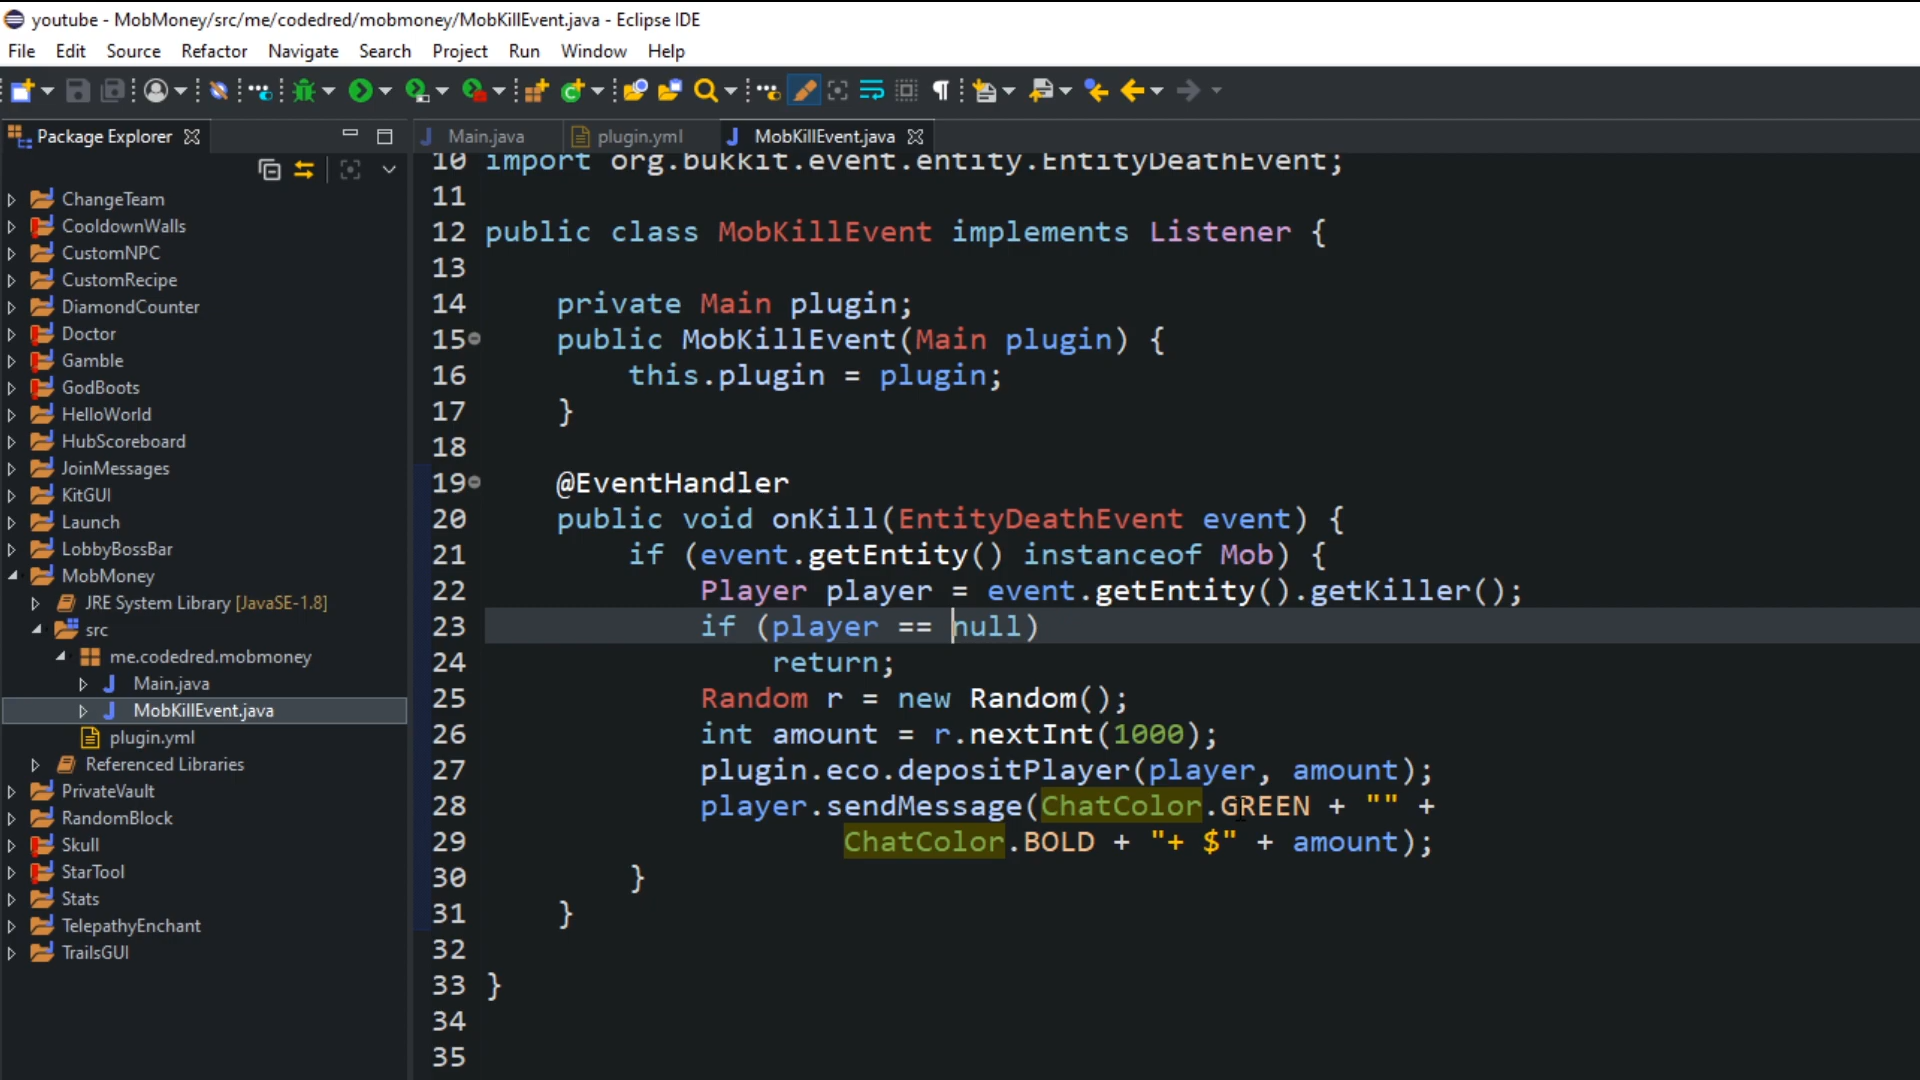 youtube - MobMoney/src/me/codedred/mobmoney/MobKillEvent.java - Eclipse IDE
File Edit Source Refactor Navigate Search Project Run Window Help
Package Explorer
Main.java plugin.yml MobKillEvent.java
ChangeTeam
CooldownWalls
CustomNPC
CustomRecipe
DiamondCounter
Doctor
Gamble
GodBoots
HelloWorld
HubScoreboard
JoinMessages
KitGUI
Launch
LobbyBossBar
MobMoney
JRE System Library [JavaSE-1.8]
src
me.codedred.mobmoney
Main.java
MobKillEvent.java
plugin.yml
Referenced Libraries
PrivateVault
RandomBlock
Skull
StarTool
Stats
TelepathyEnchant
TrailsGUI
10 import org.bukkit.event.entity.EntityDeathEvent;
11
12 public class MobKillEvent implements Listener {
13
14 private Main plugin;
15 public MobKillEvent(Main plugin) {
16 this.plugin = plugin;
17 }
18
19 @EventHandler
20 public void onKill(EntityDeathEvent event) {
21 if (event.getEntity() instanceof Mob) {
22 Player player = event.getEntity().getKiller();
23 if (player == null)
24 return;
25 Random r = new Random();
26 int amount = r.nextInt(1000);
27 plugin.eco.depositPlayer(player, amount);
28 player.sendMessage(ChatColor.GREEN + "" +
29 ChatColor.BOLD + "+ $" + amount);
30 }
31 }
32
33 }
34
35